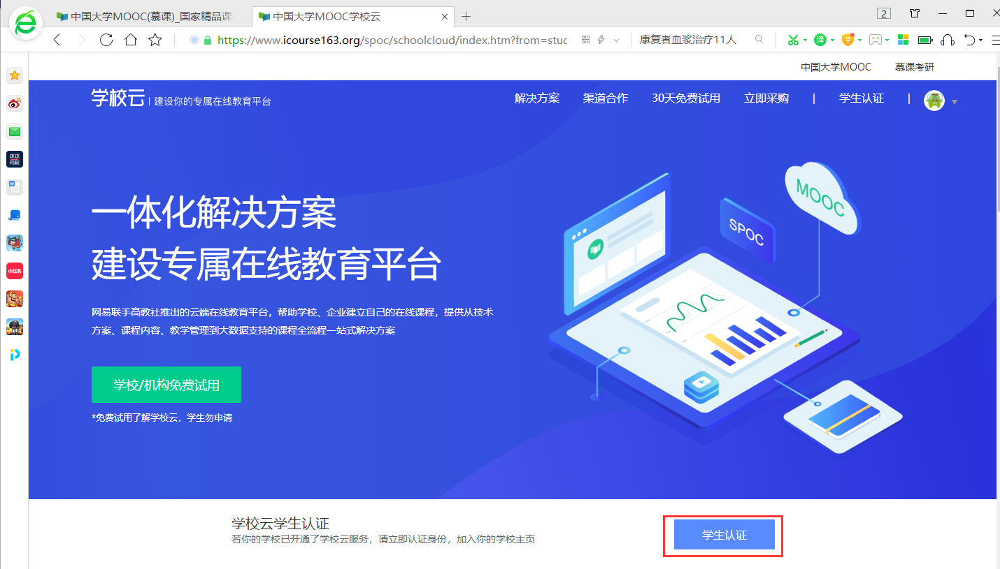 中国大学MOOC(慕课)_国家精品课
中国大学MOOC学校云
2
https://www.icourse163.org/spoc/schoolcloud/index.htm?from=stuc
译
康复者血浆治疗11人
中国大学MOOC
慕课考研
学校云
建设你的专属在线教育平台
解决方案
渠道合作
30天免费试用
立即采购
|
学生认证
|
环球
网校
小红书
MOOC
SPOC
一体化解决方案
建设专属在线教育平台
网易联手高教社推出的云端在线教育平台，帮助学校、企业建立自己的在线课程，提供从技术
方案、课程内容、教学管理到大数据支持的课程全流程一站式解决方案
学校/机构免费试用
*免费试用了解学校云，学生勿申请
学校云学生认证
若你的学校已开通了学校云服务，请立即认证身份，加入你的学校主页
学生认证